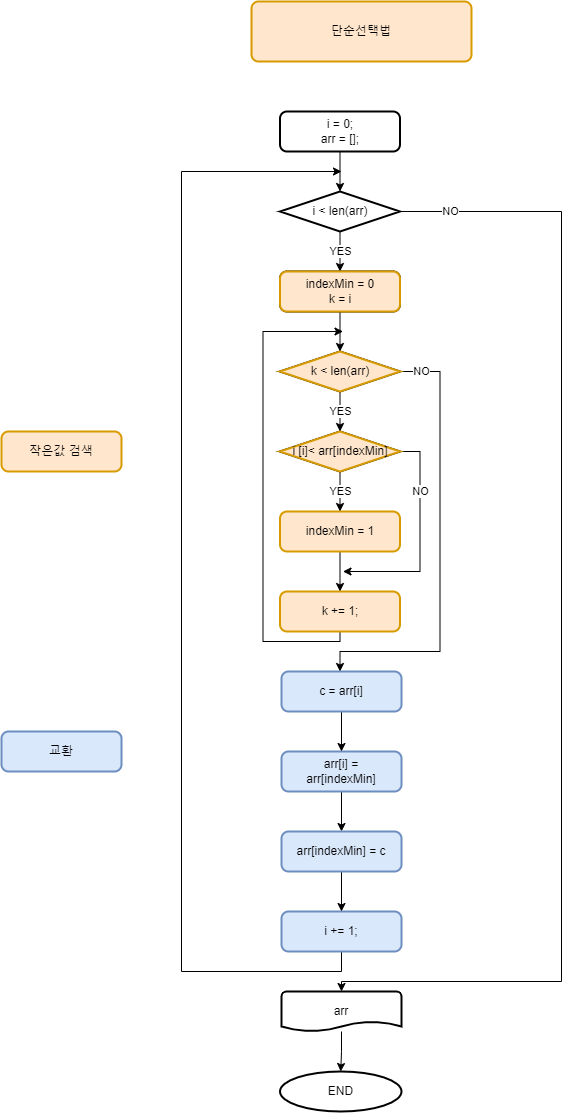 단순선택법
i = 0;
arr = [];
i < len(arr)
NO
YES
indexMin = 0
k = i
k < len(arr)
NO
YES
작은값 검색
[i]< arr[indexMin]
YES
NO
indexMin = 1
k += 1;
c = arr[i]
교환
arr[i] =
arr[indexMin]
arr[indexMin] = c
i += 1;
arr
END